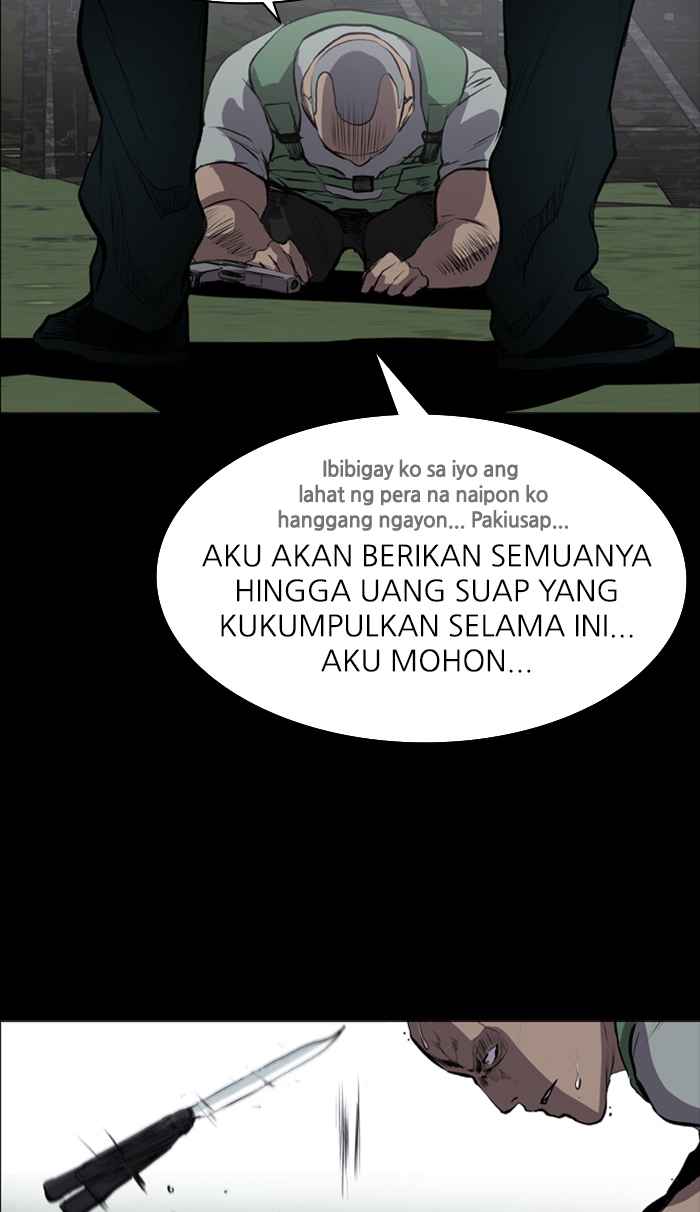 Ibibigay ko sa iyo ang
lahat ng pera na naipon ko
hanggang ngayon... Pakiusap...
AKU AKAN BERIKAN SEMUANYA
HINGGA UANG SUAP YANG
KUKUMPULKAN SELAMA INI...
AKU MOHON...